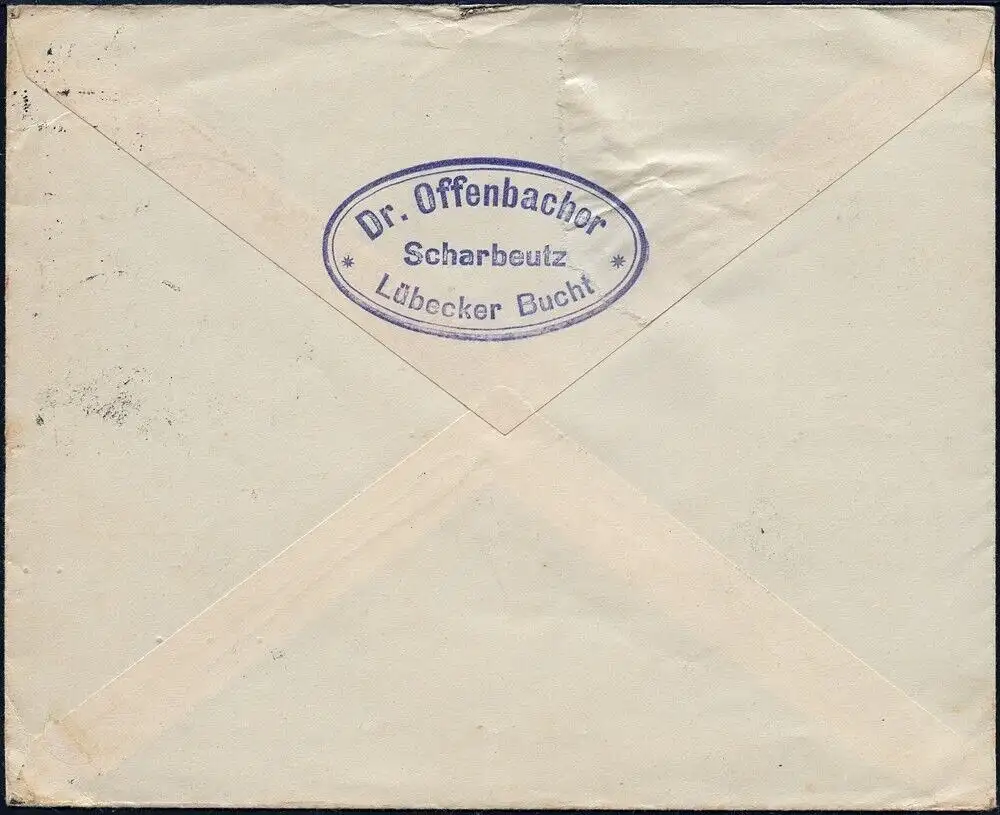 Dr. Offenbacher
Scharbeutz
Lübecker Bucht